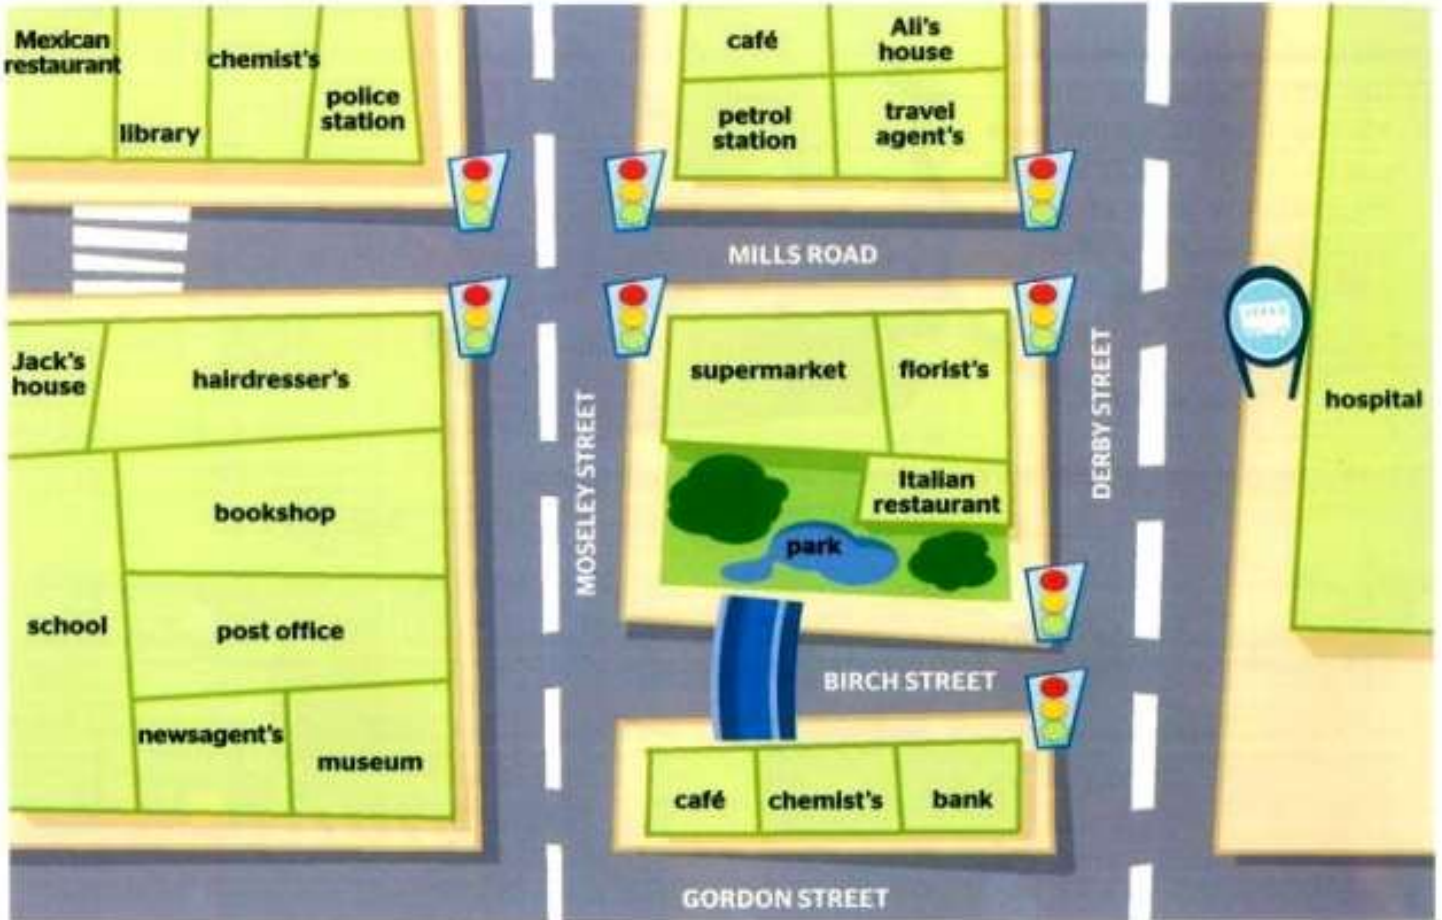 Mexican
restaurant
library
chemist's
police
station
café
Ali's
house
petrol
station
travel
agent's
MILLS ROAD
Jack's
house
hairdresser's
bookshop
school
post office
newsagent's
museum
MOSELEY STREET
supermarket
florist's
Italian
restaurant
park
DERBY STREET
hospital
BIRCH STREET
café
chemist's
bank
GORDON STREET